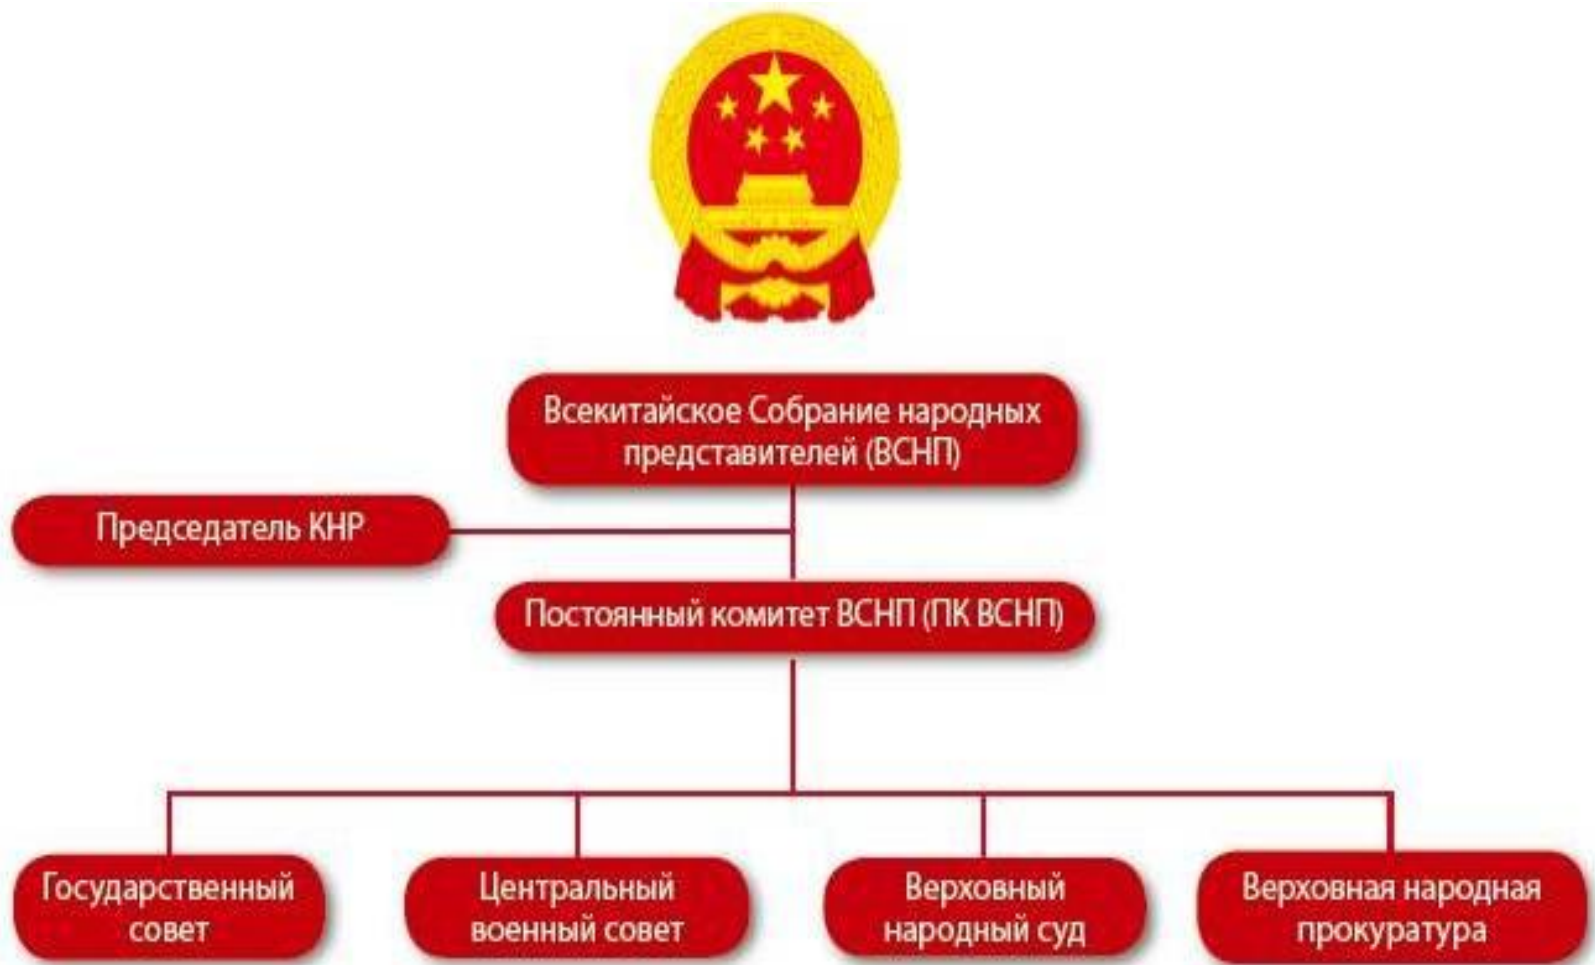 Всекитайское Собрание народных
представителей (ВСНП)
Председатель КНР
Постоянный комитет ВСНП (ПК ВСНП)
Государственный
совет
Центральный
военный совет
Верховный
народный суд
Верховная народная
прокуратура